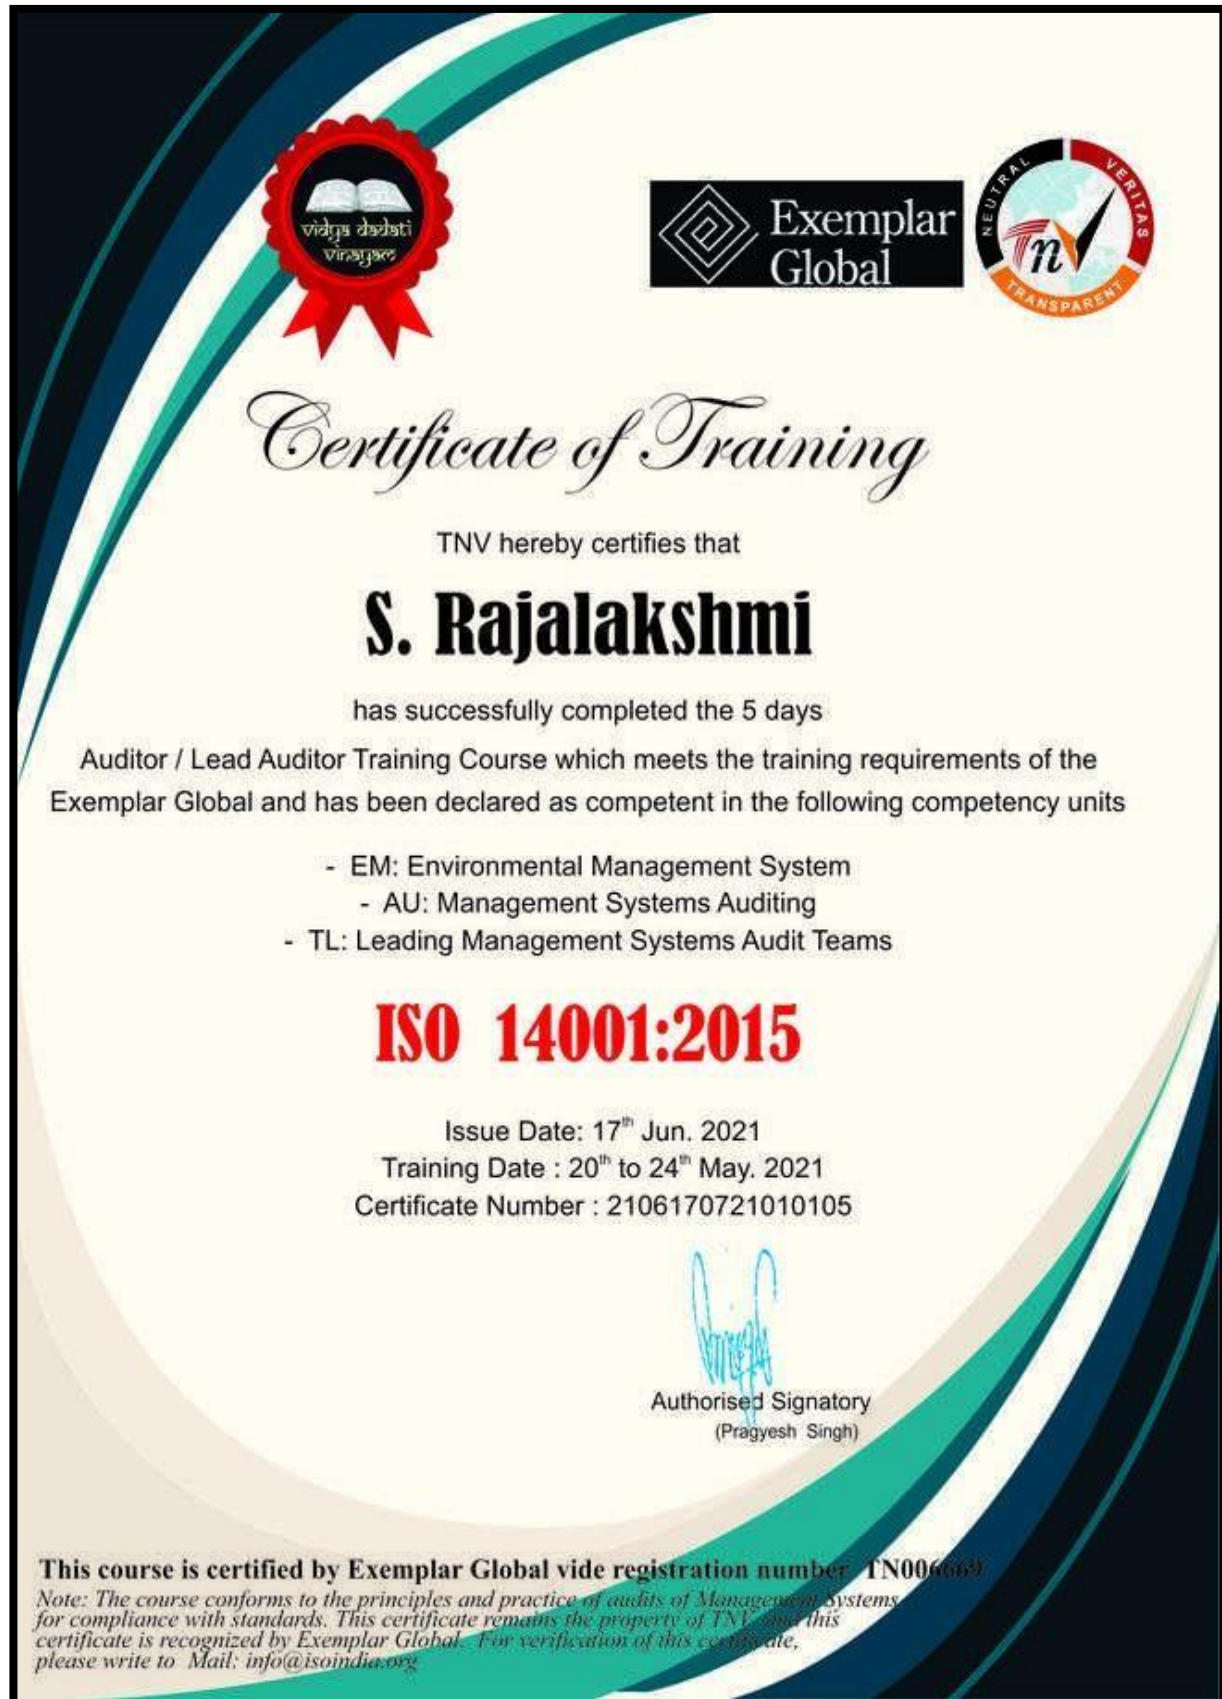 vidya dadati
vinayam
Exemplar
Global
NEUTRAL
VERITAS
TRANSPARENT
TNV
Certificate of Training
TNV hereby certifies that
S. Rajalakshmi
has successfully completed the 5 days
Auditor / Lead Auditor Training Course which meets the training requirements of the
Exemplar Global and has been declared as competent in the following competency units
- EM: Environmental Management System
- AU: Management Systems Auditing
- TL: Leading Management Systems Audit Teams
ISO 14001:2015
Issue Date: 17th Jun. 2021
Training Date : 20th to 24th May. 2021
Certificate Number : 2106170721010105
Authorised Signatory
(Pragyesh Singh)
This course is certified by Exemplar Global vide registration number TN006669
Note: The course conforms to the principles and practice of audits of Management Systems
for compliance with standards. This certificate remains the property of TNV and this
certificate is recognized by Exemplar Global. For verification of this certificate,
please write to Mail: info@isoindia.org